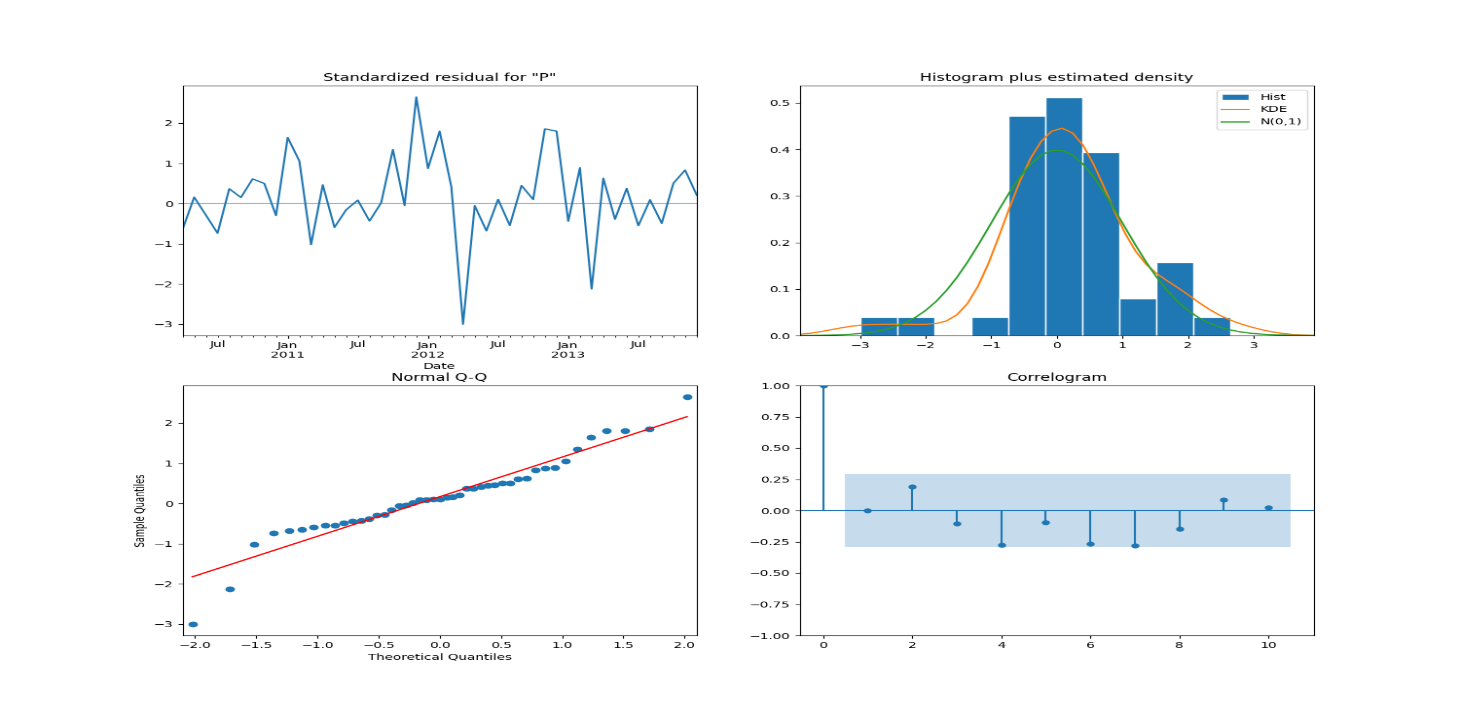 Standardized residual for "P"
2
1
0
−1
−2
−3
Jul Jan Jul Jan Jul Jan Jul
2011 2012 2013
Date
Histogram plus estimated density
Hist
KDE
N(0,1)
0.5
0.4
0.3
0.2
0.1
0.0
−3 −2 −1 0 1 2 3
Normal Q-Q
Sample Quantiles
2
1
0
−1
−2
−3
−2.0 −1.5 −1.0 −0.5 0.0 0.5 1.0 1.5 2.0
Theoretical Quantiles
Correlogram
1.00
0.75
0.50
0.25
0.00
−0.25
−0.50
−0.75
−1.00
0 2 4 6 8 10